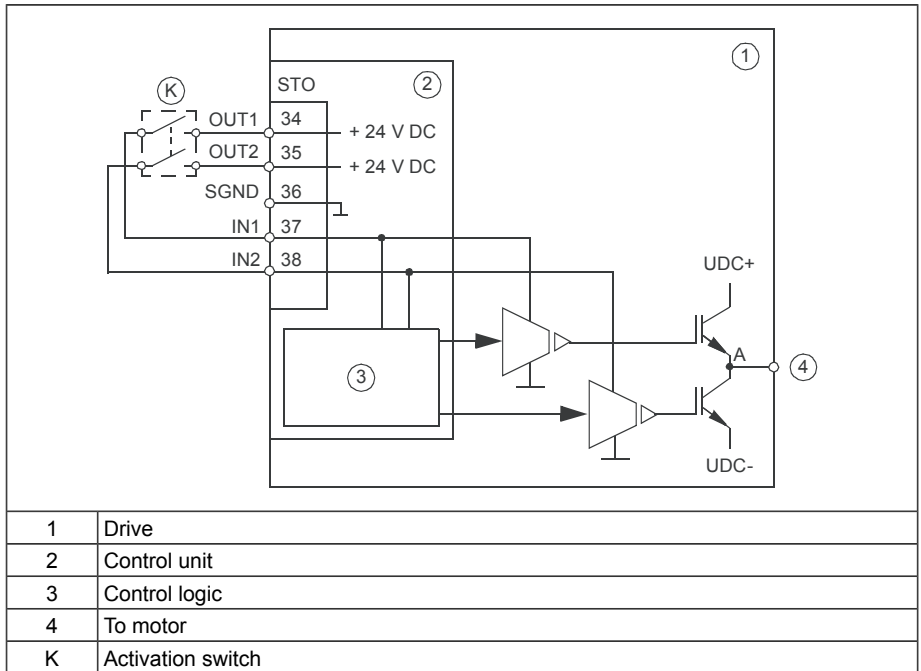 1
STO
2
K
OUT1 34 + 24 V DC
OUT2 35 + 24 V DC
SGND 36
IN1 37
IN2 38
UDC+
A
3
4
UDC-
1 Drive
2 Control unit
3 Control logic
4 To motor
K Activation switch